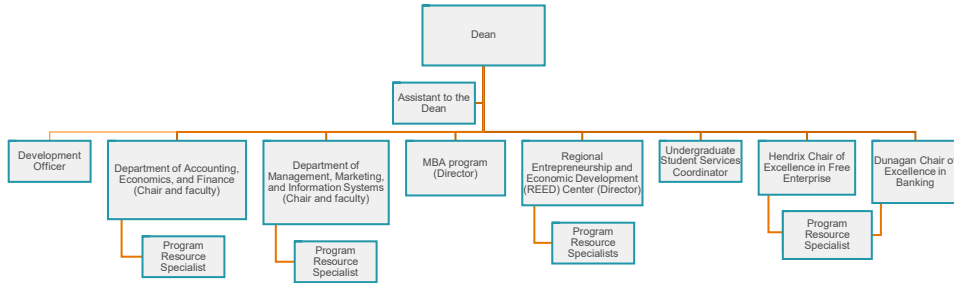 Dean
Assistant to the
Dean
Development
Officer
Department of Accounting,
Economics, and Finance
(Chair and faculty)
Department of
Management, Marketing,
and Information Systems
(Chair and faculty)
MBA program
(Director)
Regional
Entrepreneurship and
Economic Development
(REED) Center (Director)
Undergraduate
Student Services
Coordinator
Hendrix Chair of
Excellence in Free
Enterprise
Dunagan Chair of
Excellence in
Banking
Program
Resource
Specialist
Program
Resource
Specialist
Program
Resource
Specialists
Program
Resource
Specialist